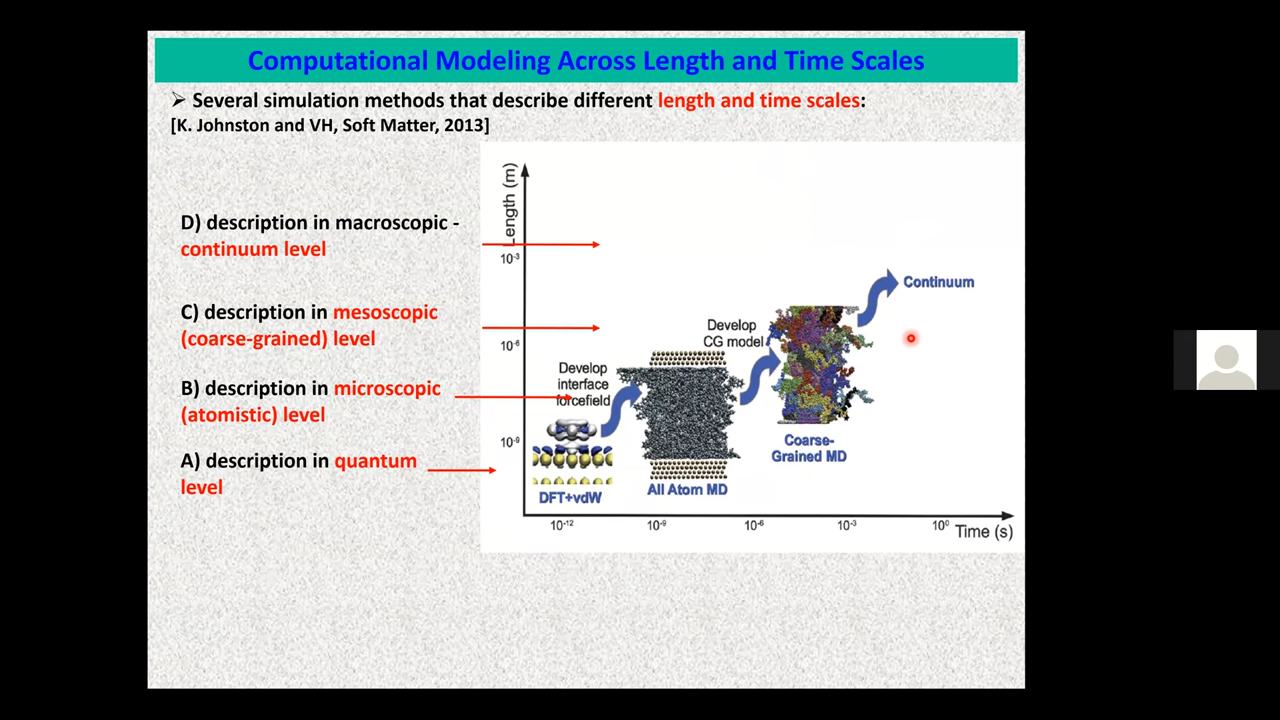 Computational Modeling Across Length and Time Scales
➢ Several simulation methods that describe different length and time scales:
[K. Johnston and VH, Soft Matter, 2013]
D) description in macroscopic -
continuum level
C) description in mesoscopic
(coarse-grained) level
B) description in microscopic
(atomistic) level
A) description in quantum
level
Length (m)
10⁻³
10⁻⁶
10⁻⁹
Develop
interface
forcefield
DFT+vdW
All Atom MD
Develop
CG model
Coarse-
Grained MD
Continuum
10⁻¹²
10⁻⁹
10⁻⁶
10⁻³
10⁰
Time (s)